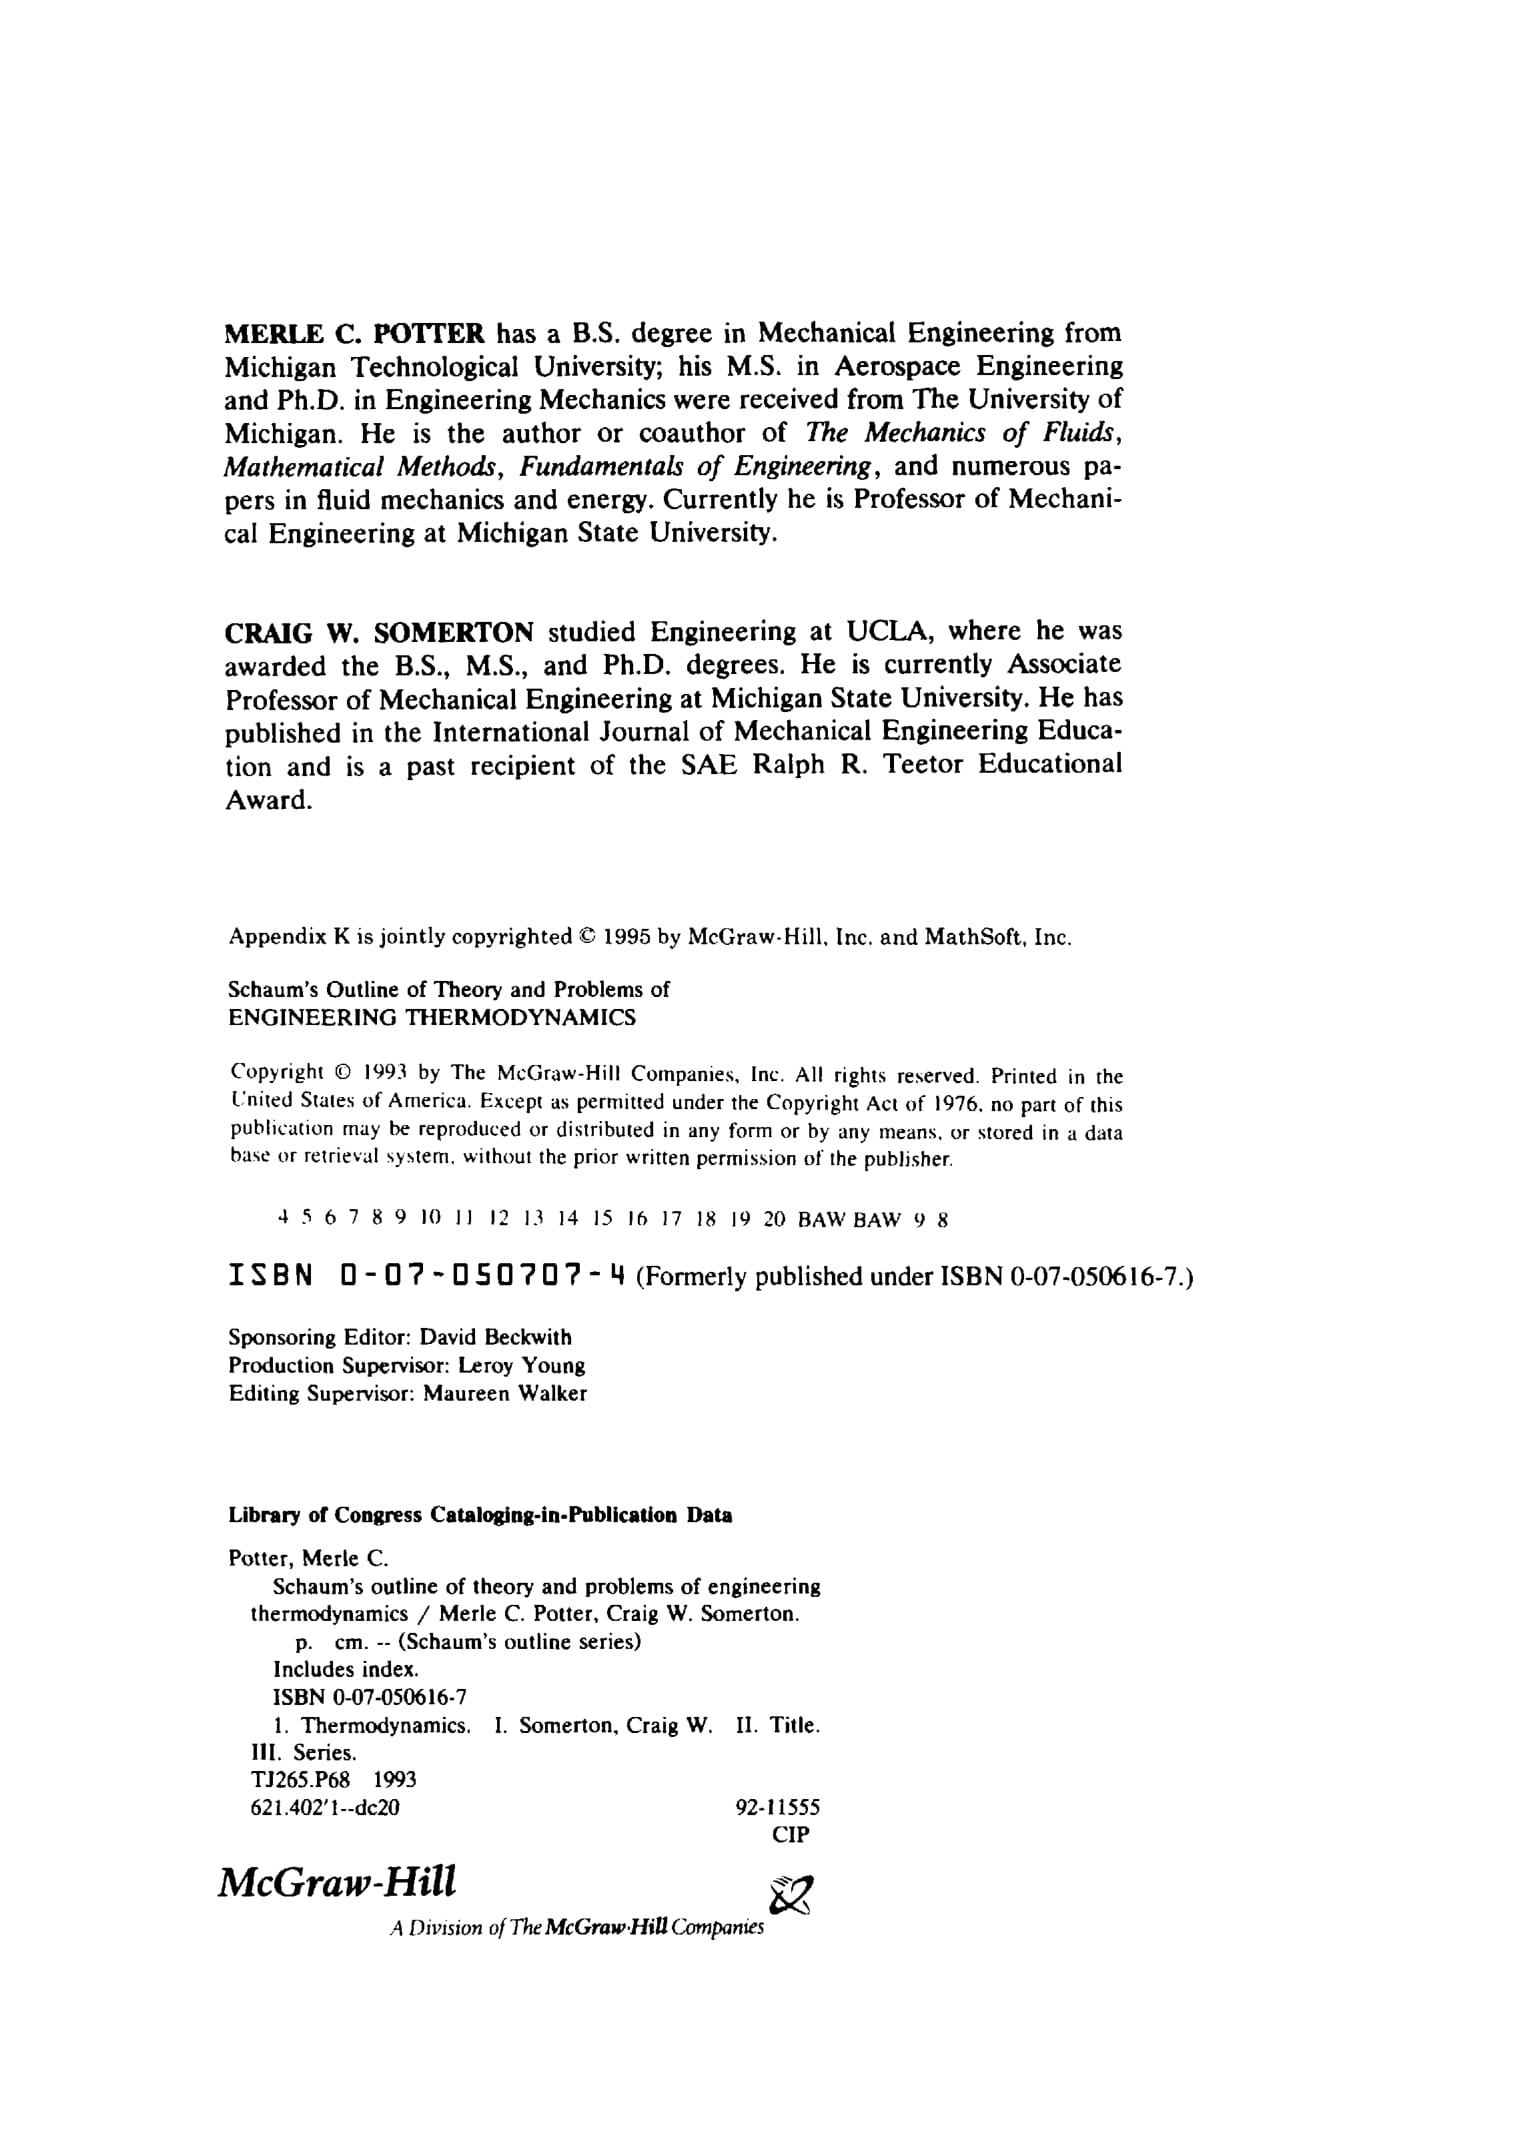 MERLE C. POTTER has a B.S. degree in Mechanical Engineering from
Michigan Technological University; his M.S. in Aerospace Engineering
and Ph.D. in Engineering Mechanics were received from The University of
Michigan. He is the author or coauthor of The Mechanics of Fluids,
Mathematical Methods, Fundamentals of Engineering, and numerous pa-
pers in fluid mechanics and energy. Currently he is Professor of Mechani-
cal Engineering at Michigan State University.
CRAIG W. SOMERTON studied Engineering at UCLA, where he was
awarded the B.S., M.S., and Ph.D. degrees. He is currently Associate
Professor of Mechanical Engineering at Michigan State University. He has
published in the International Journal of Mechanical Engineering Educa-
tion and is a past recipient of the SAE Ralph R. Teetor Educational
Award.
Appendix K is jointly copyrighted © 1995 by McGraw-Hill, Inc. and MathSoft, Inc.
Schaum's Outline of Theory and Problems of
ENGINEERING THERMODYNAMICS
Copyright © 1993 by The McGraw-Hill Companies, Inc. All rights reserved. Printed in the
United States of America. Except as permitted under the Copyright Act of 1976, no part of this
publication may be reproduced or distributed in any form or by any means, or stored in a data
base or retrieval system, without the prior written permission of the publisher.
4 5 6 7 8 9 10 11 12 13 14 15 16 17 18 19 20 BAW BAW 9 8
ISBN 0-07-050707-4 (Formerly published under ISBN 0-07-050616-7.)
Sponsoring Editor: David Beckwith
Production Supervisor: Leroy Young
Editing Supervisor: Maureen Walker
Library of Congress Cataloging-in-Publication Data
Potter, Merle C.
Schaum's outline of theory and problems of engineering
thermodynamics / Merle C. Potter, Craig W. Somerton.
p. cm. -- (Schaum's outline series)
Includes index.
ISBN 0-07-050616-7
1. Thermodynamics. I. Somerton, Craig W. II. Title.
III. Series.
TJ265.P68 1993
621.402'1--dc20 92-11555
CIP
McGraw-Hill
A Division of The McGraw-Hill Companies